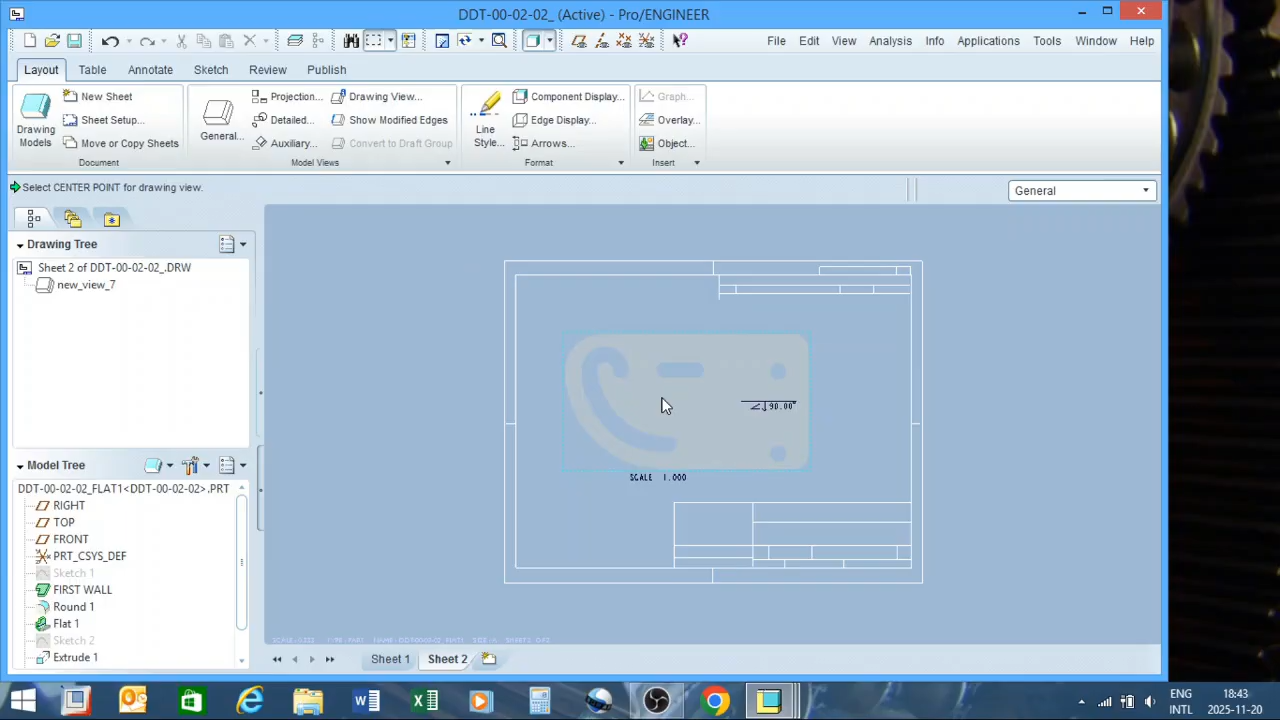 DDT-00-02-02_ (Active) - Pro/ENGINEER
File Edit View Analysis Info Applications Tools Window Help
Layout Table Annotate Sketch Review Publish
Drawing Models
New Sheet
Sheet Setup...
Move or Copy Sheets
Document
General...
Projection...
Detailed...
Auxiliary...
Drawing View...
Show Modified Edges
Convert to Draft Group
Model Views
Line Style...
Component Display...
Edge Display...
Arrows...
Format
Graph...
Overlay...
Object...
Insert
Select CENTER POINT for drawing view.
General
Drawing Tree
Sheet 2 of DDT-00-02-02_.DRW
new_view_7
90.00°
SCALE 1.000
Model Tree
DDT-00-02-02_FLAT1<DDT-00-02-02>.PRT
RIGHT
TOP
FRONT
PRT_CSYS_DEF
Sketch 1
FIRST WALL
Round 1
Flat 1
Sketch 2
Extrude 1
Sheet 1 Sheet 2
ENG INTL
18:43
2025-11-20